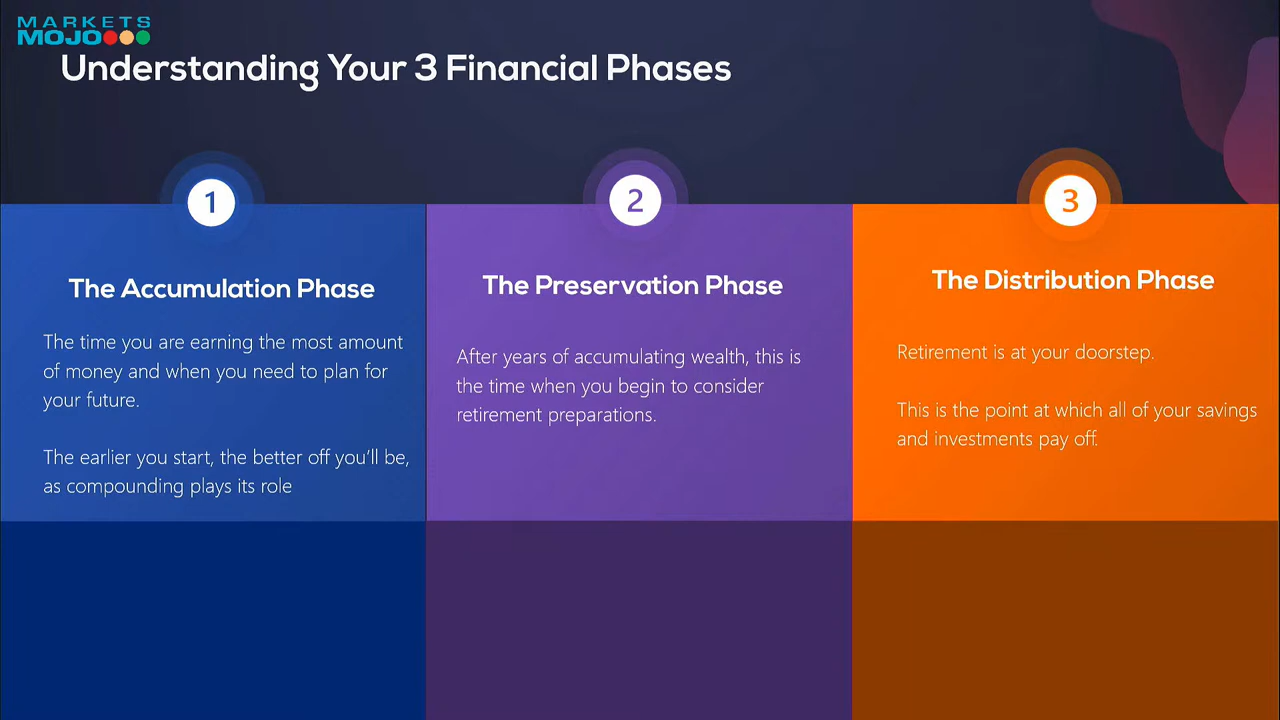 MARKETS
MOJO
Understanding Your 3 Financial Phases
1
The Accumulation Phase
The time you are earning the most amount
of money and when you need to plan for
your future.
The earlier you start, the better off you'll be,
as compounding plays its role
2
The Preservation Phase
After years of accumulating wealth, this is
the time when you begin to consider
retirement preparations.
3
The Distribution Phase
Retirement is at your doorstep.
This is the point at which all of your savings
and investments pay off.